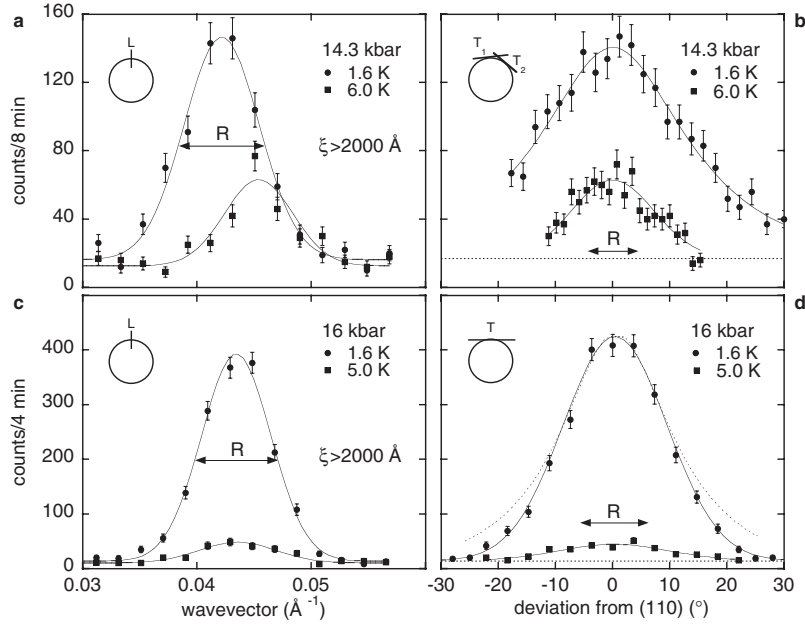 a
L
14.3 kbar
1.6 K
6.0 K
R
ξ>2000 Å
160
120
80
40
0
counts/8 min
T1
T2
14.3 kbar
1.6 K
6.0 K
b
R
c
L
16 kbar
1.6 K
5.0 K
R
ξ>2000 Å
400
300
200
100
0
counts/4 min
0.03
0.04
0.05
wavevector (Å⁻¹)
T
16 kbar
1.6 K
5.0 K
d
R
-30
-20
-10
0
10
20
30
deviation from (110) (°)